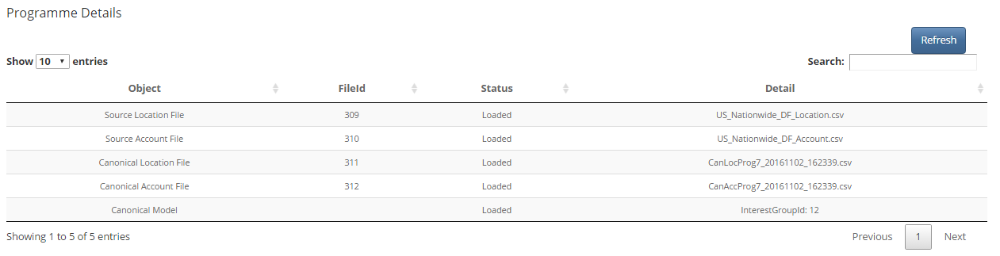 Programme Details
Refresh
Show 10 entries Search:
Object FileId Status Detail
Source Location File 309 Loaded US_Nationwide_DF_Location.csv
Source Account File 310 Loaded US_Nationwide_DF_Account.csv
Canonical Location File 311 Loaded CanLocProg7_20161102_162339.csv
Canonical Account File 312 Loaded CanAccProg7_20161102_162339.csv
Canonical Model Loaded InterestGroupId: 12
Showing 1 to 5 of 5 entries Previous 1 Next